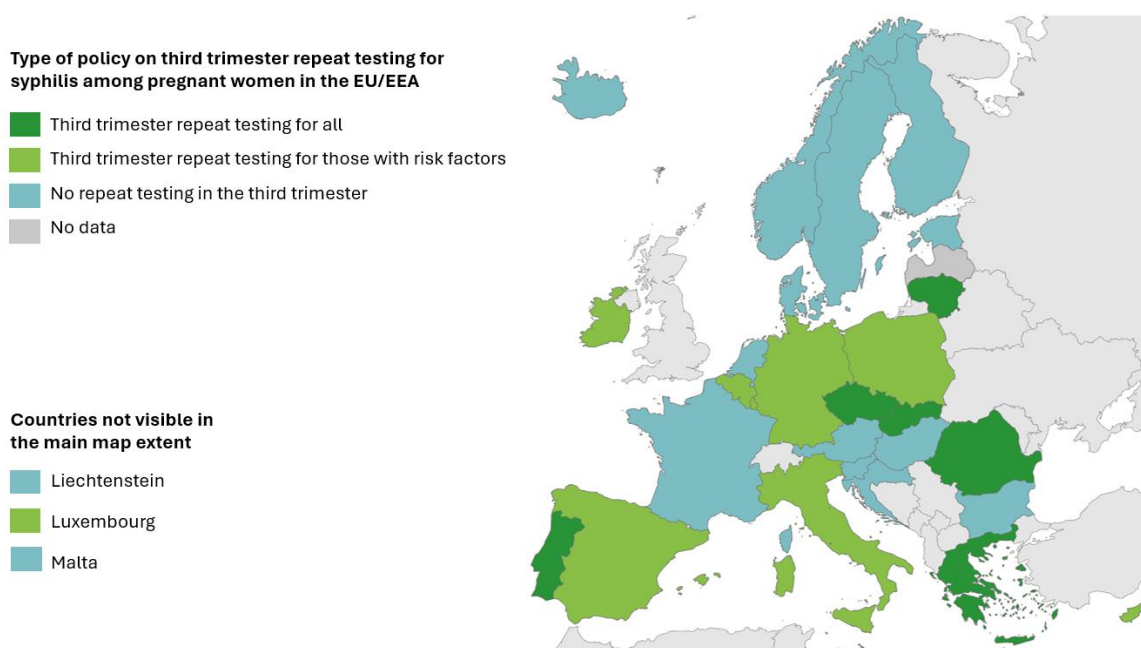 Type of policy on third trimester repeat testing for
syphilis among pregnant women in the EU/EEA
Third trimester repeat testing for all
Third trimester repeat testing for those with risk factors
No repeat testing in the third trimester
No data
Countries not visible in
the main map extent
Liechtenstein
Luxembourg
Malta